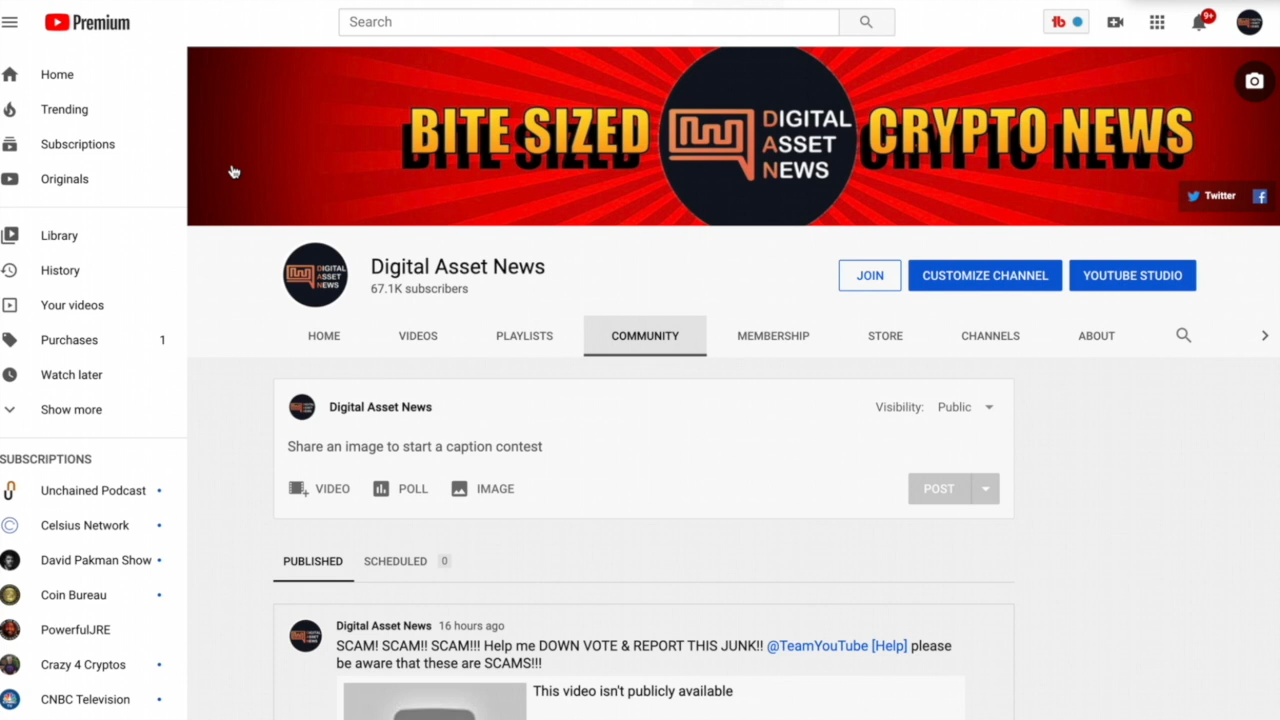 Premium
Search
tb
9+
Home
Trending
Subscriptions
Originals
Library
History
Your videos
Purchases 1
Watch later
Show more
SUBSCRIPTIONS
Unchained Podcast
Celsius Network
David Pakman Show
Coin Bureau
PowerfulJRE
Crazy 4 Cryptos
CNBC Television
BITE SIZED
DIGITAL
ASSET
NEWS
CRYPTO NEWS
Twitter
DIGITAL
ASSET
NEWS
Digital Asset News
67.1K subscribers
JOIN
CUSTOMIZE CHANNEL
YOUTUBE STUDIO
HOME VIDEOS PLAYLISTS COMMUNITY MEMBERSHIP STORE CHANNELS ABOUT
Digital Asset News
Visibility: Public
Share an image to start a caption contest
VIDEO POLL IMAGE
POST
PUBLISHED SCHEDULED 0
Digital Asset News 16 hours ago
SCAM! SCAM!! SCAM!!! Help me DOWN VOTE & REPORT THIS JUNK!! @TeamYouTube [Help] please
be aware that these are SCAMS!!!
This video isn't publicly available